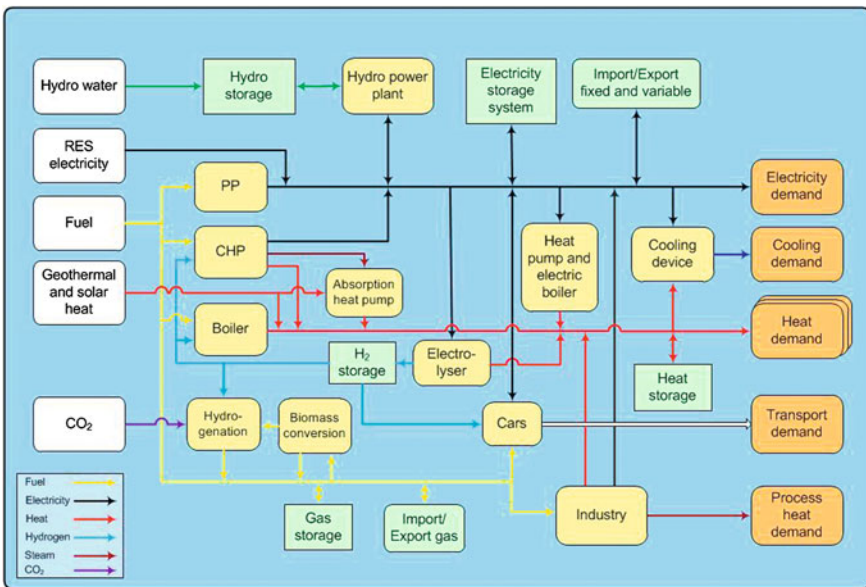 Hydro water
Hydro
storage
Hydro power
plant
Electricity
storage
system
Import/Export
fixed and variable
RES
electricity
PP
Electricity
demand
Fuel
CHP
Heat
pump and
electric
boiler
Cooling
device
Cooling
demand
Geothermal
and solar
heat
Absorption
heat pump
Boiler
H2
storage
Electro-
lyser
Heat
demand
Heat
storage
CO2
Hydro-
genation
Biomass
conversion
Cars
Transport
demand
Fuel
Electricity
Heat
Hydrogen
Steam
CO2
Gas
storage
Import/
Export gas
Industry
Process
heat
demand